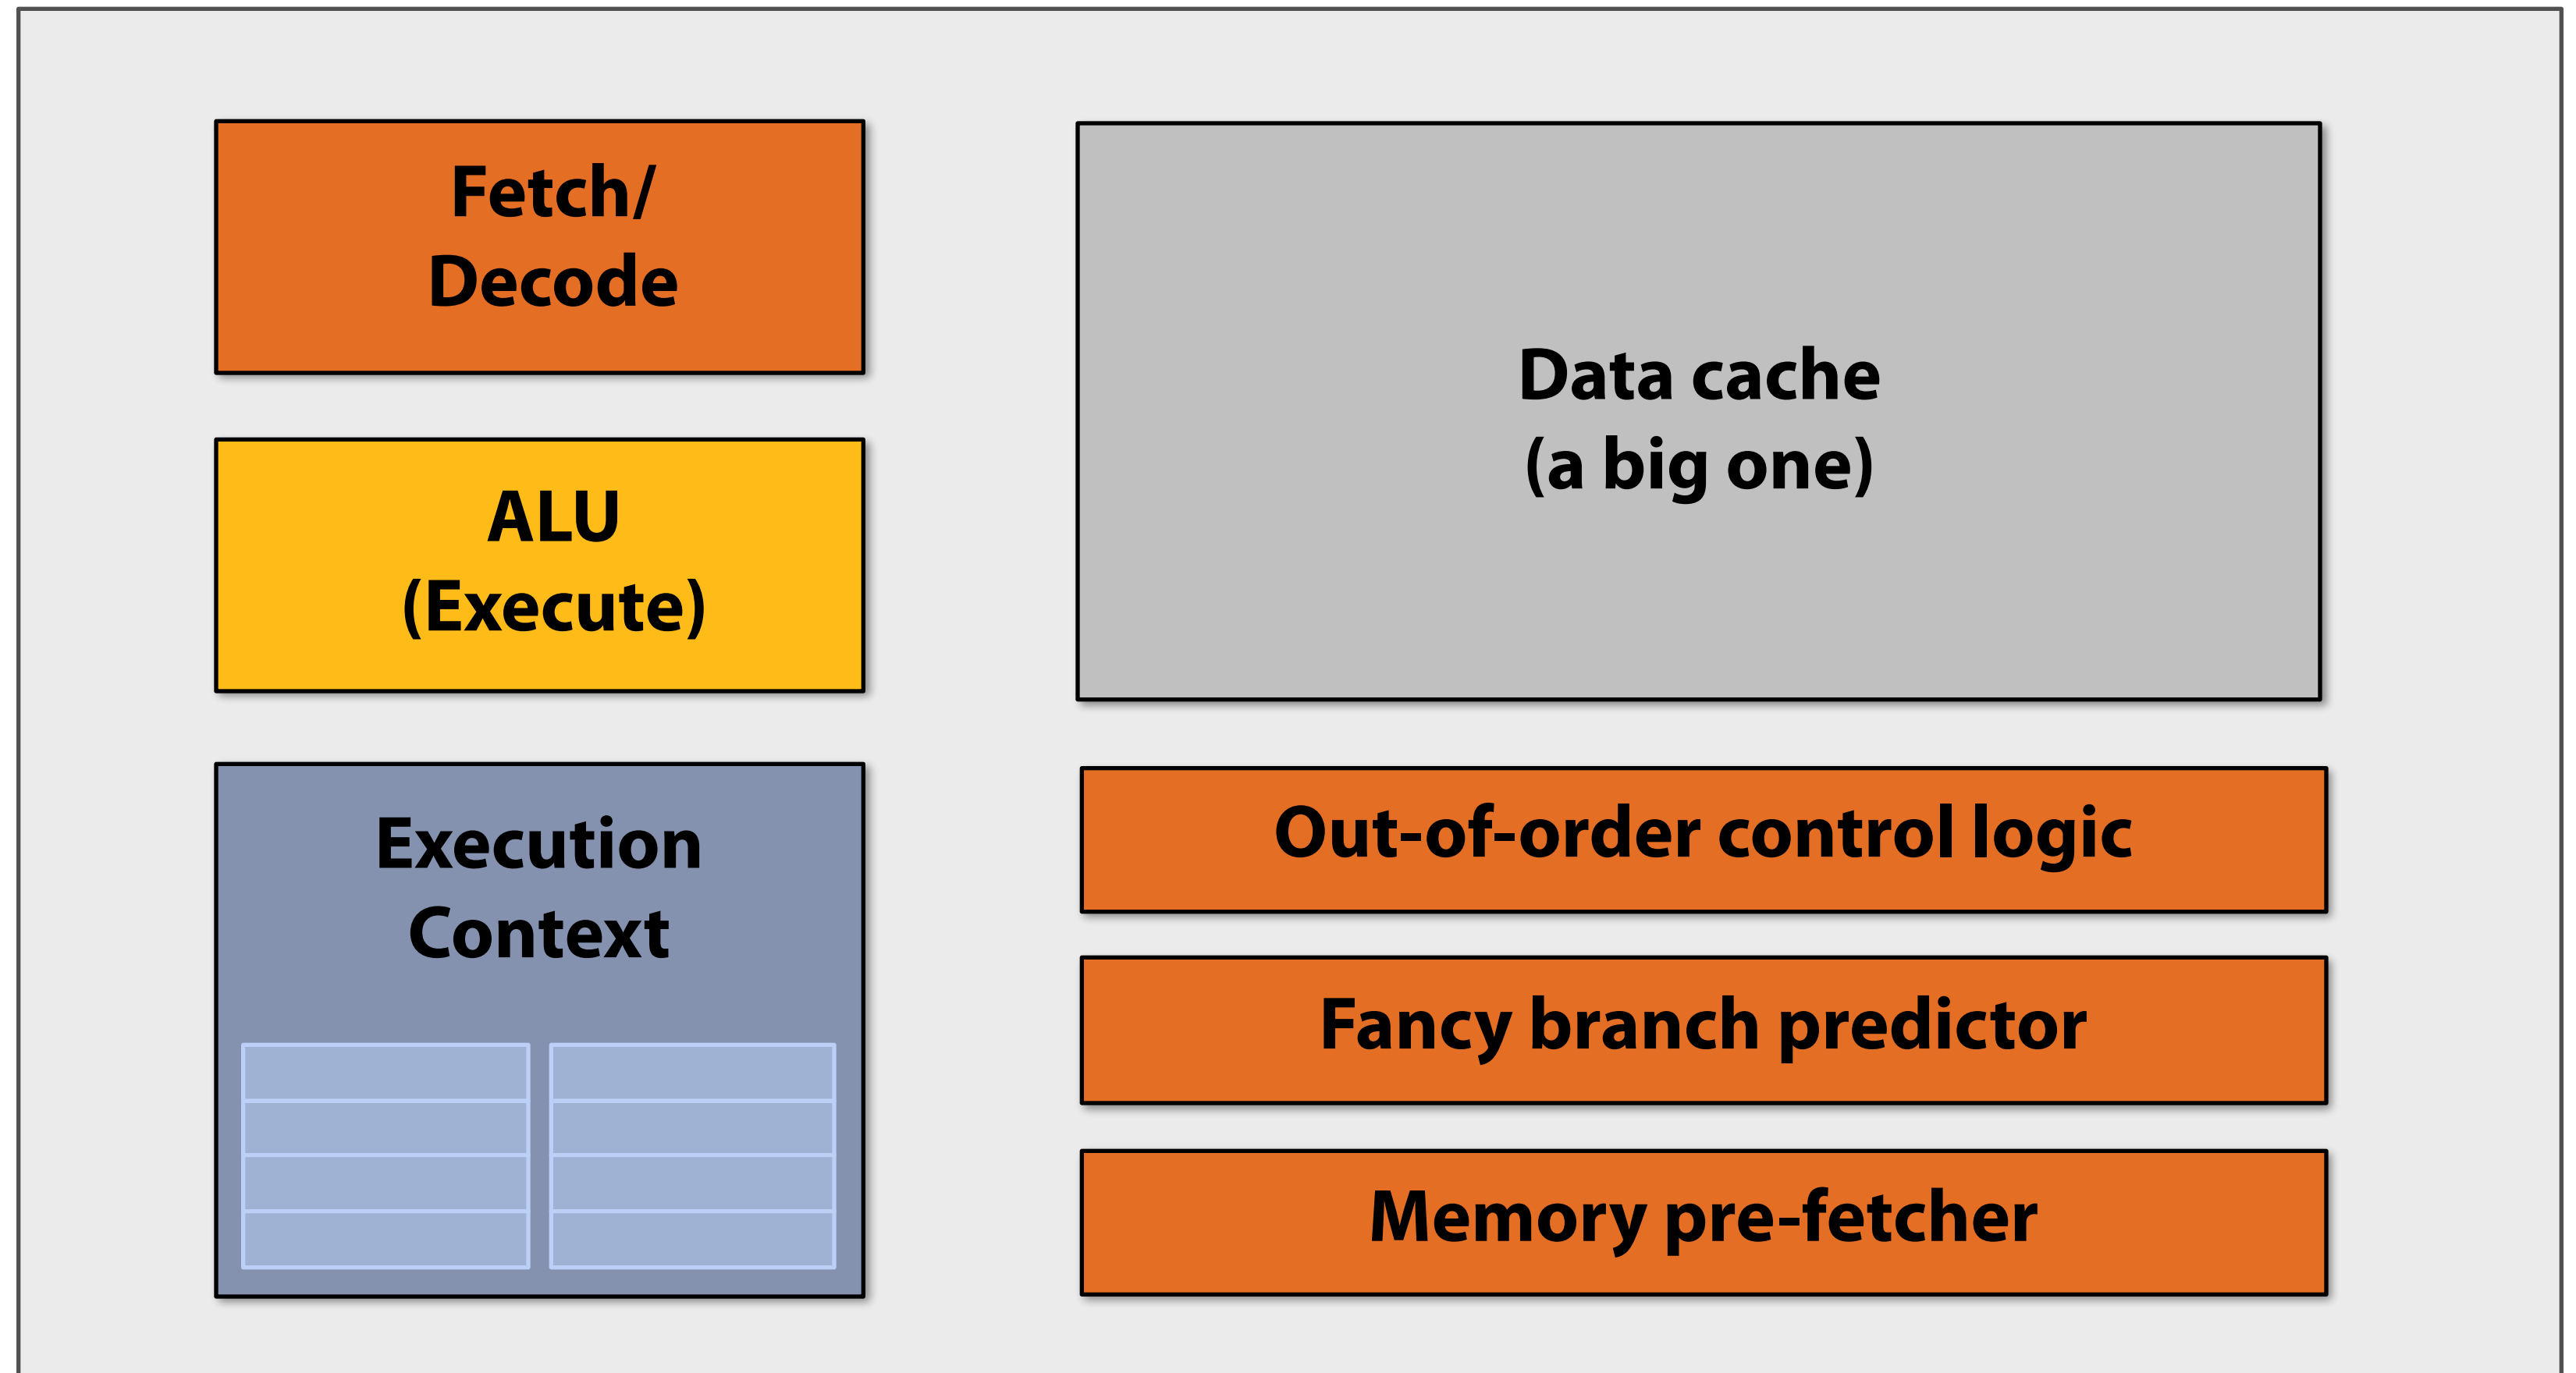 Fetch/
Decode
ALU
(Execute)
Execution
Context
Data cache
(a big one)
Out-of-order control logic
Fancy branch predictor
Memory pre-fetcher